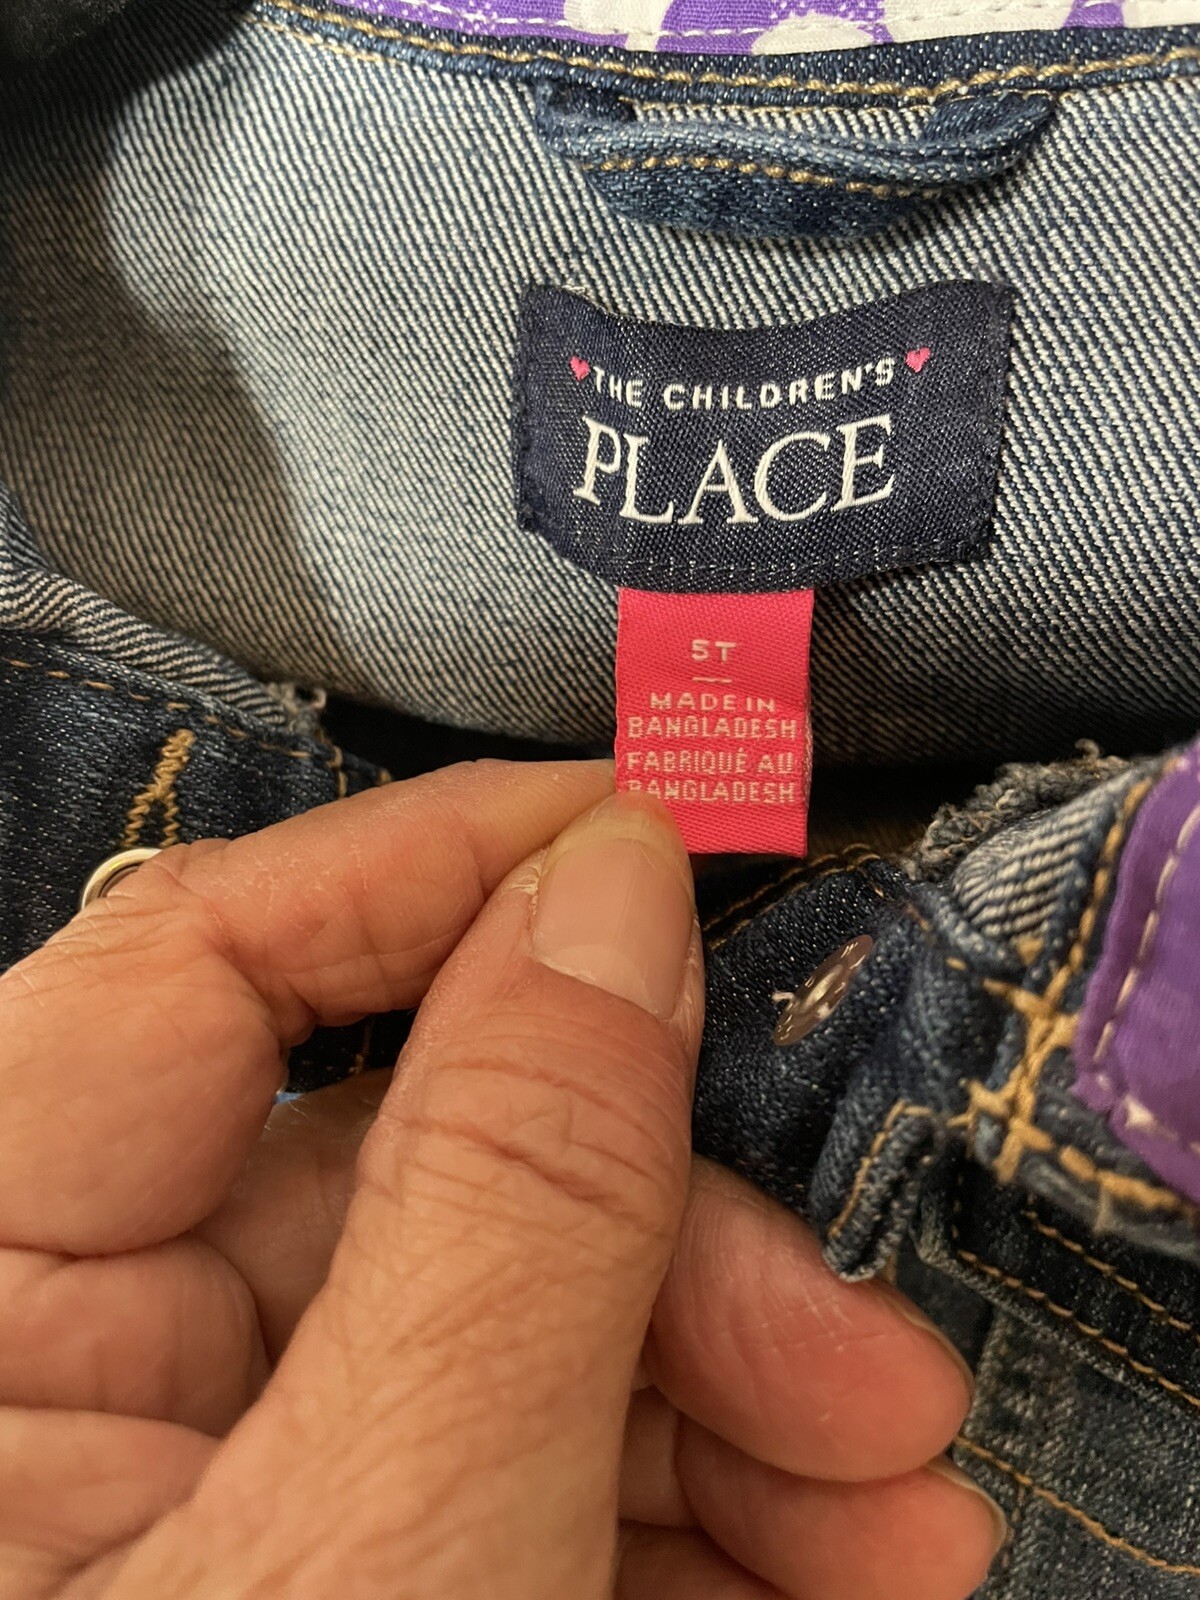 THE CHILDREN'S
PLACE
5T
MADE IN
BANGLADESH
FABRIQUÉ AU
BANGLADESH